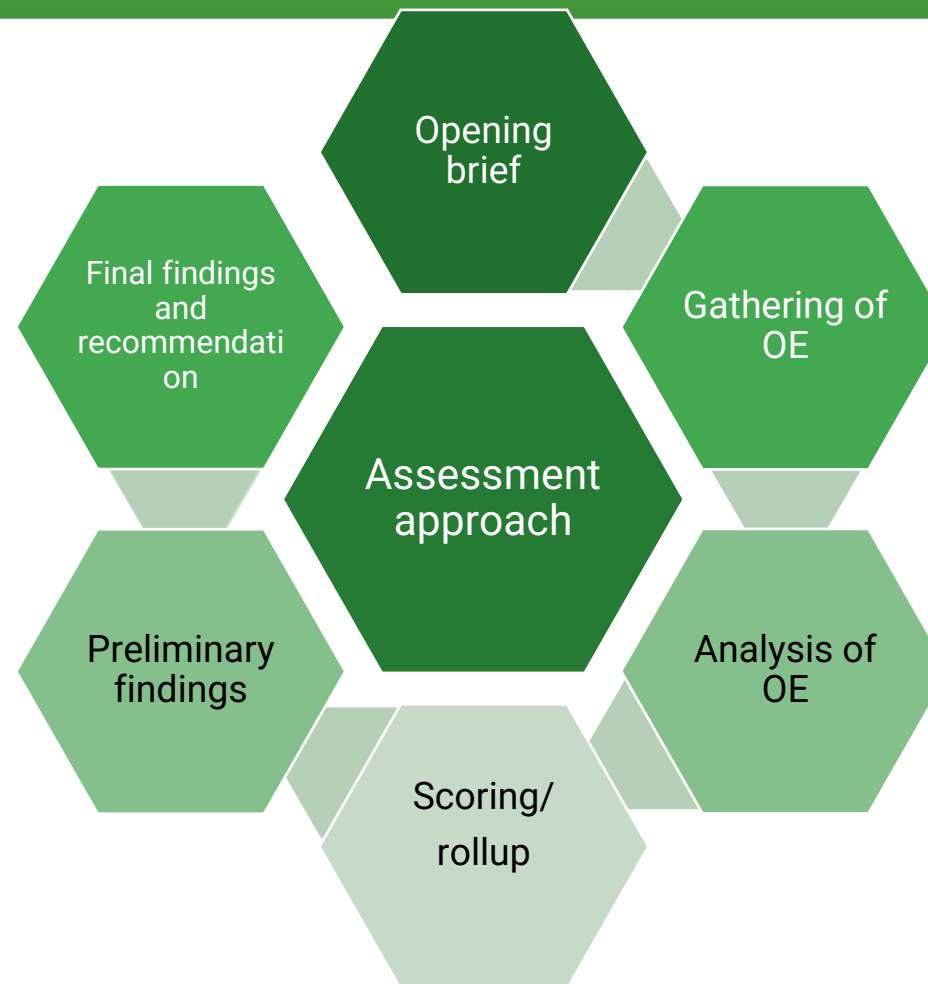 Opening
brief
Gathering of
OE
Analysis of
OE
Scoring/
rollup
Preliminary
findings
Final findings
and
recommendati
on
Assessment
approach